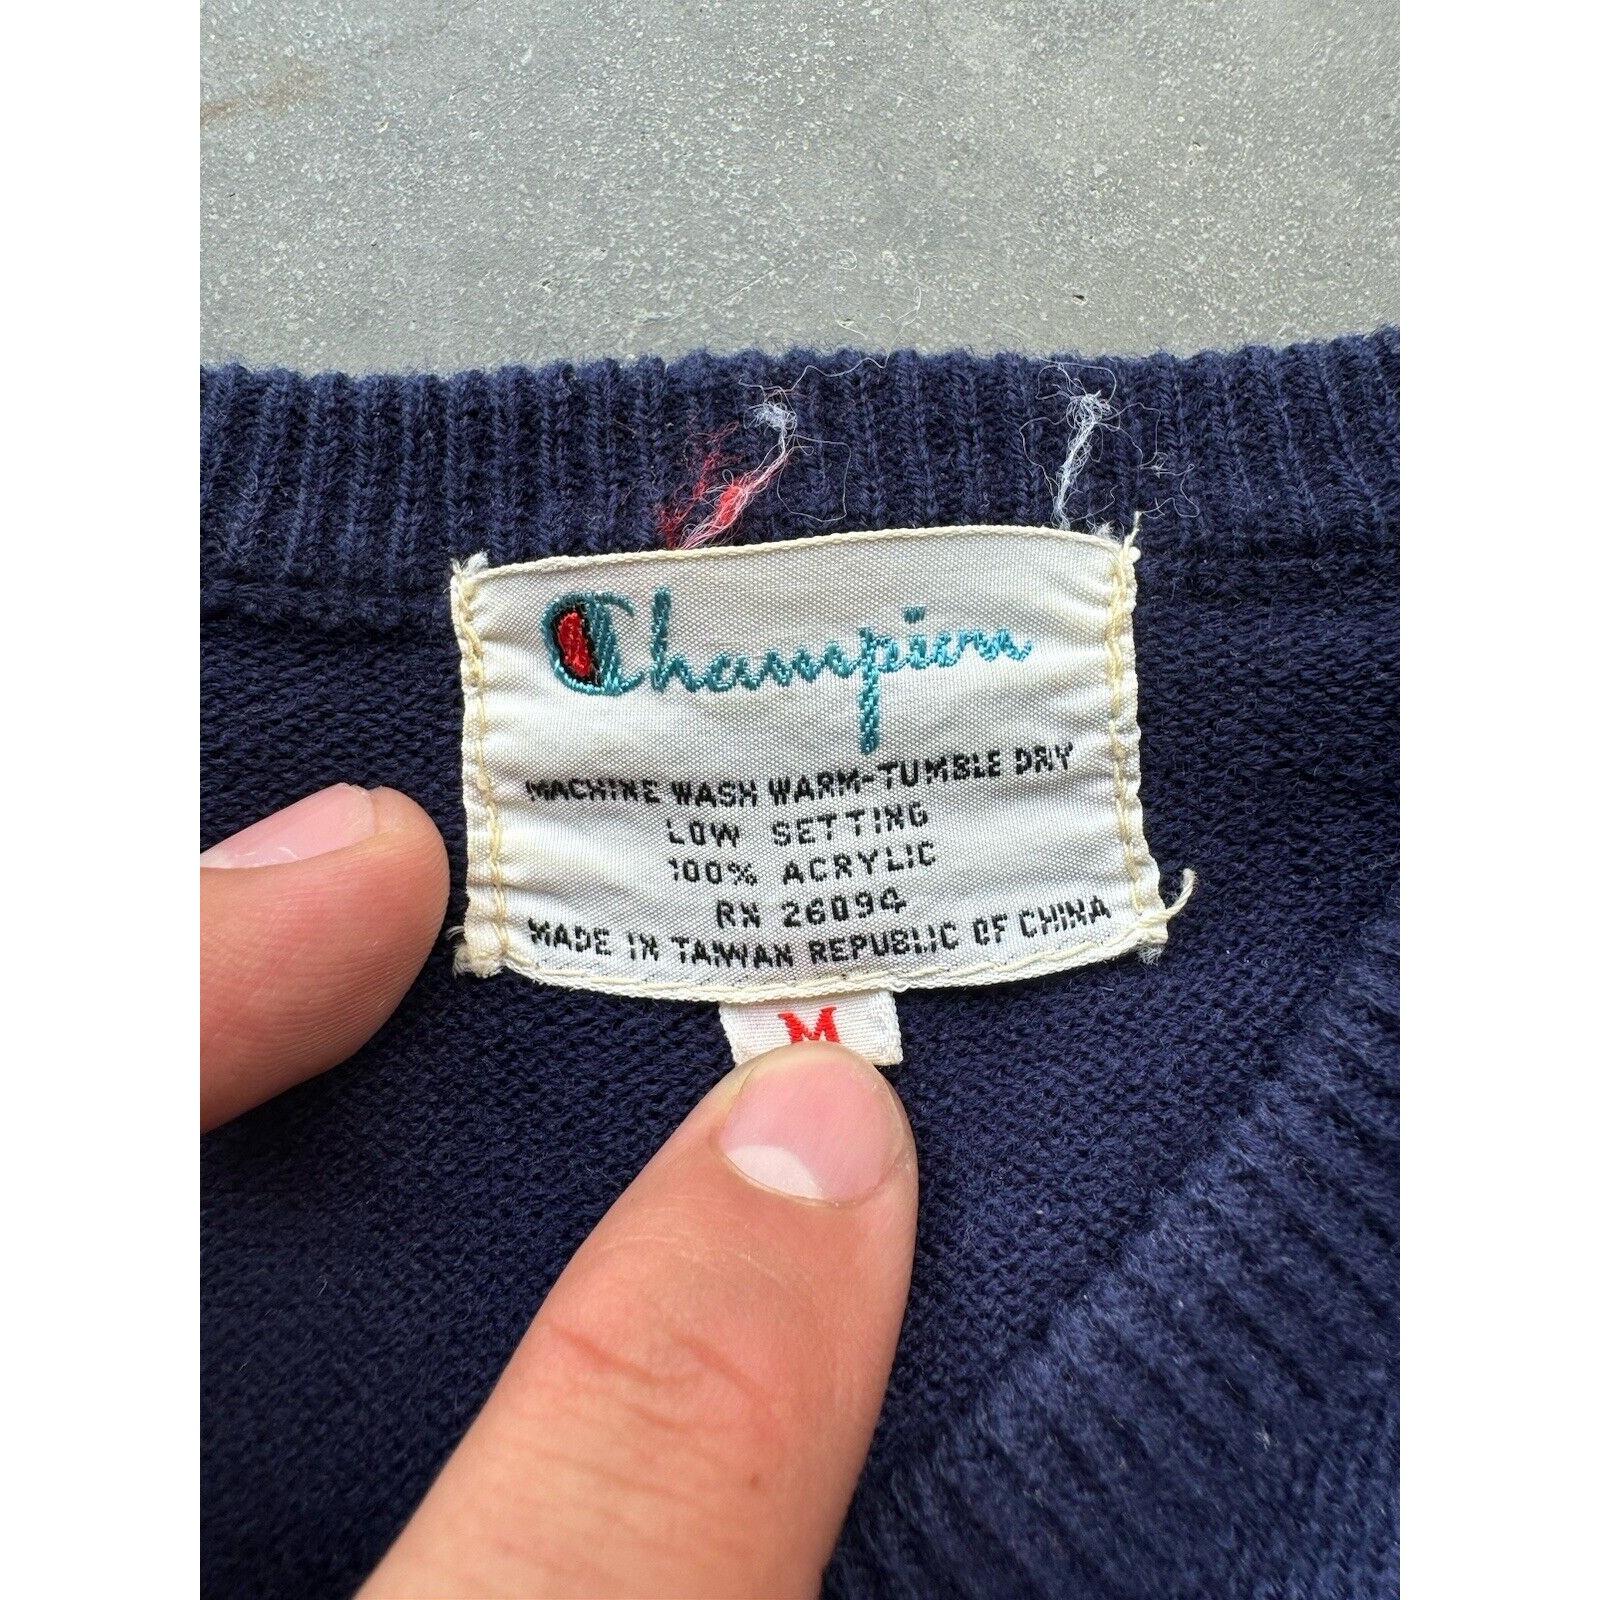 Champion
MACHINE WASH WARM-TUMBLE DRY
LOW SETTING
100% ACRYLIC
RN 26094
MADE IN TAIWAN REPUBLIC OF CHINA
M